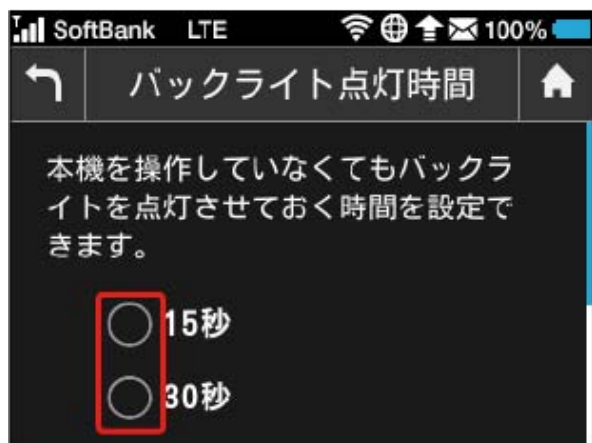 SoftBank LTE 100%
バックライト点灯時間
本機を操作していなくてもバックラ
イトを点灯させておく時間を設定で
きます。
15秒
30秒